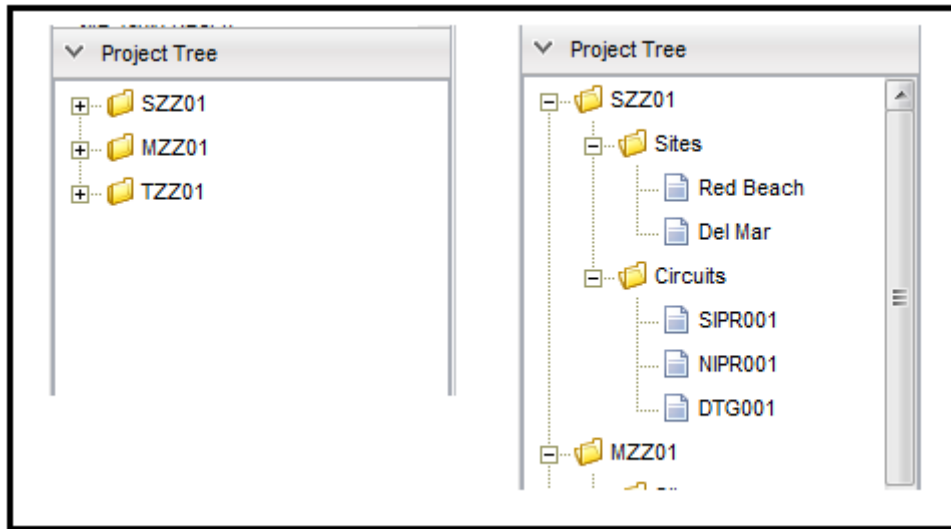 Project Tree
SZZ01
MZZ01
TZZ01
Project Tree
SZZ01
Sites
Red Beach
Del Mar
Circuits
SIPR001
NIPR001
DTG001
MZZ01